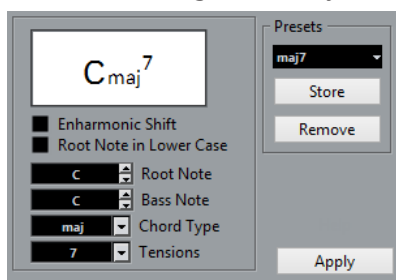 Cmaj7
Enharmonic Shift
Root Note in Lower Case
C Root Note
C Bass Note
maj Chord Type
7 Tensions
Presets
maj7
Store
Remove
Apply